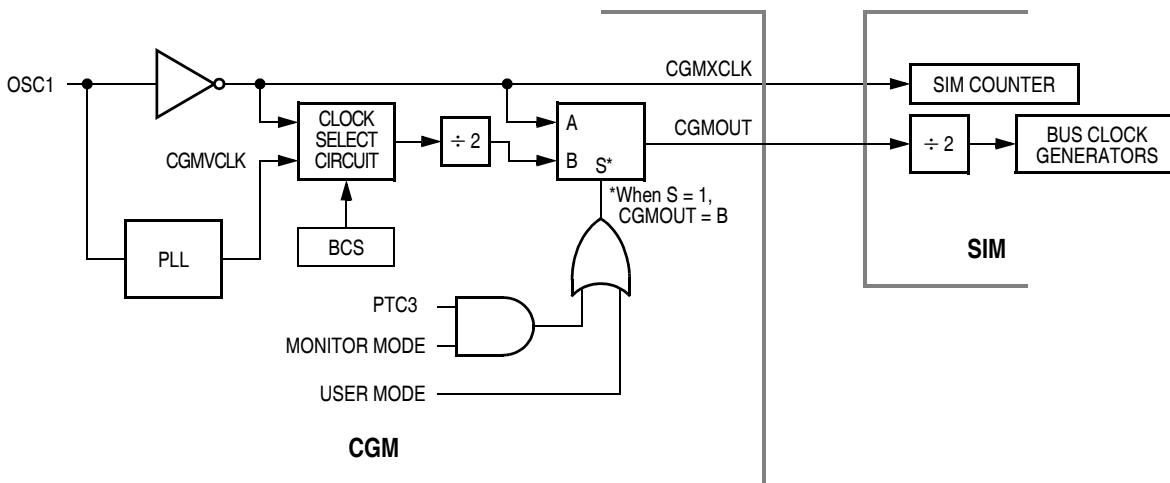 OSC1
CGMXCLK
SIM COUNTER
CLOCK
SELECT
CIRCUIT
CGMVCLK
÷ 2
A
B
S*
CGMOUT
÷ 2
BUS CLOCK
GENERATORS
*When S = 1,
CGMOUT = B
PLL
BCS
SIM
PTC3
MONITOR MODE
USER MODE
CGM